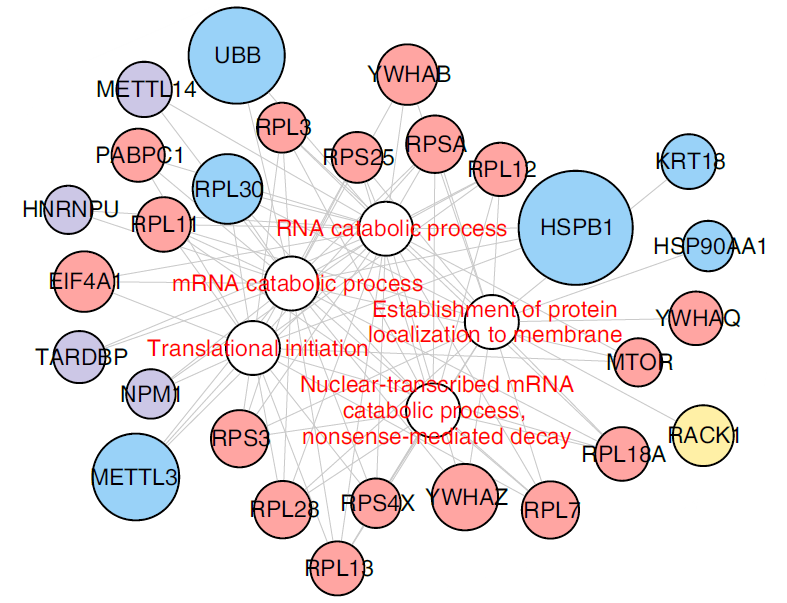 UBB
YWHAB
METTL14
RPL3
RPSA
PABPC1
RPS25
RPL12
KRT18
RPL30
HNRNPU
RPL11
RNA catabolic process
HSPB1
HSP90AA1
EIF4A1
mRNA catabolic process
Establishment of protein
localization to membrane
YWHAQ
TARDBP
Translational initiation
MTOR
NPM1
Nuclear-transcribed mRNA
catabolic process,
nonsense-mediated decay
RPS3
RACK1
RPL18A
METTL3
RPL28
RPS4X
YWHAZ
RPL7
RPL13